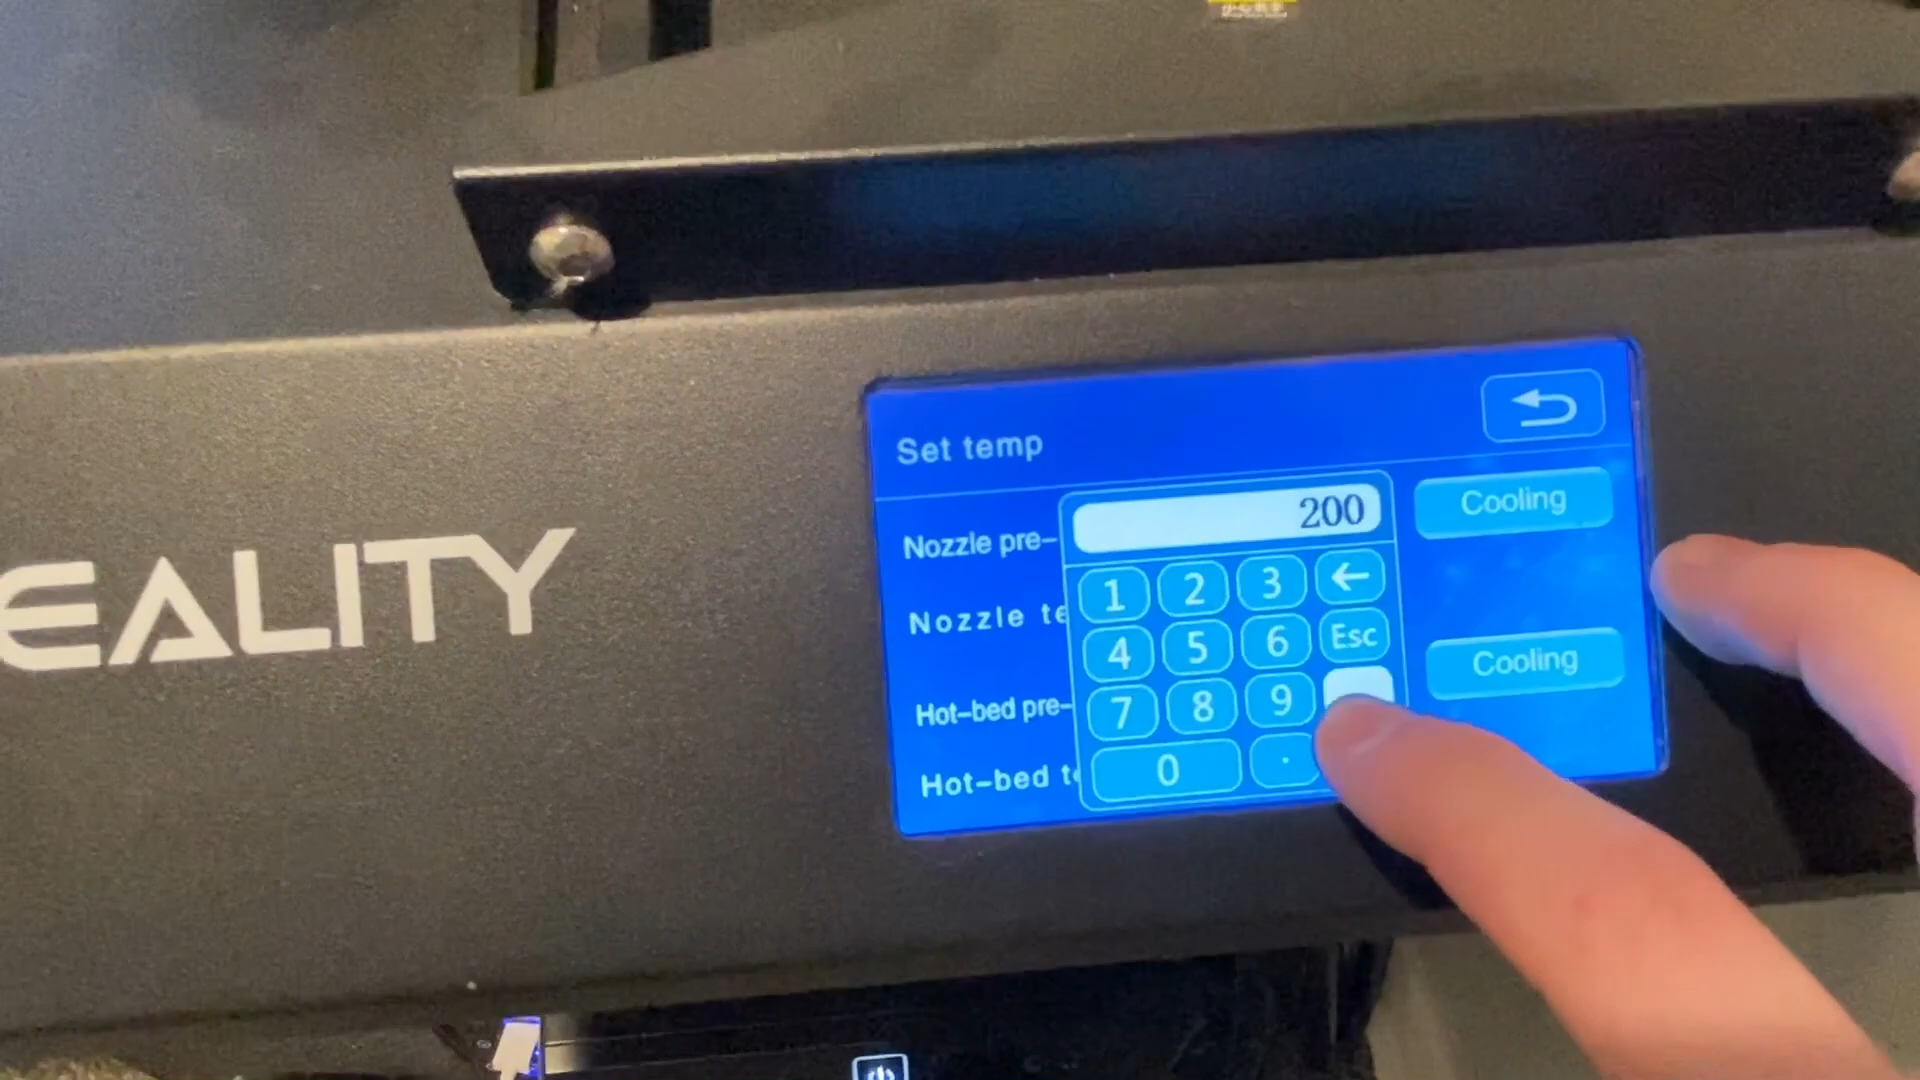 EALITY
Set temp
200
Cooling
Nozzle pre-
1 2 3 ←
Nozzle te
4 5 6 Esc
Cooling
Hot-bed pre-
7 8 9
Hot-bed t
0 .